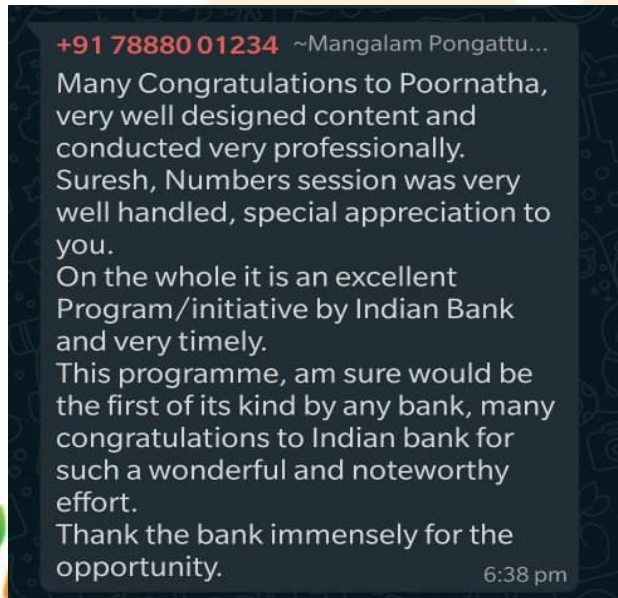 +91 78880 01234 ~Mangalam Pongattu...
Many Congratulations to Poornatha,
very well designed content and
conducted very professionally.
Suresh, Numbers session was very
well handled, special appreciation to
you.
On the whole it is an excellent
Program/initiative by Indian Bank
and very timely.
This programme, am sure would be
the first of its kind by any bank, many
congratulations to Indian bank for
such a wonderful and noteworthy
effort.
Thank the bank immensely for the
opportunity.
6:38 pm